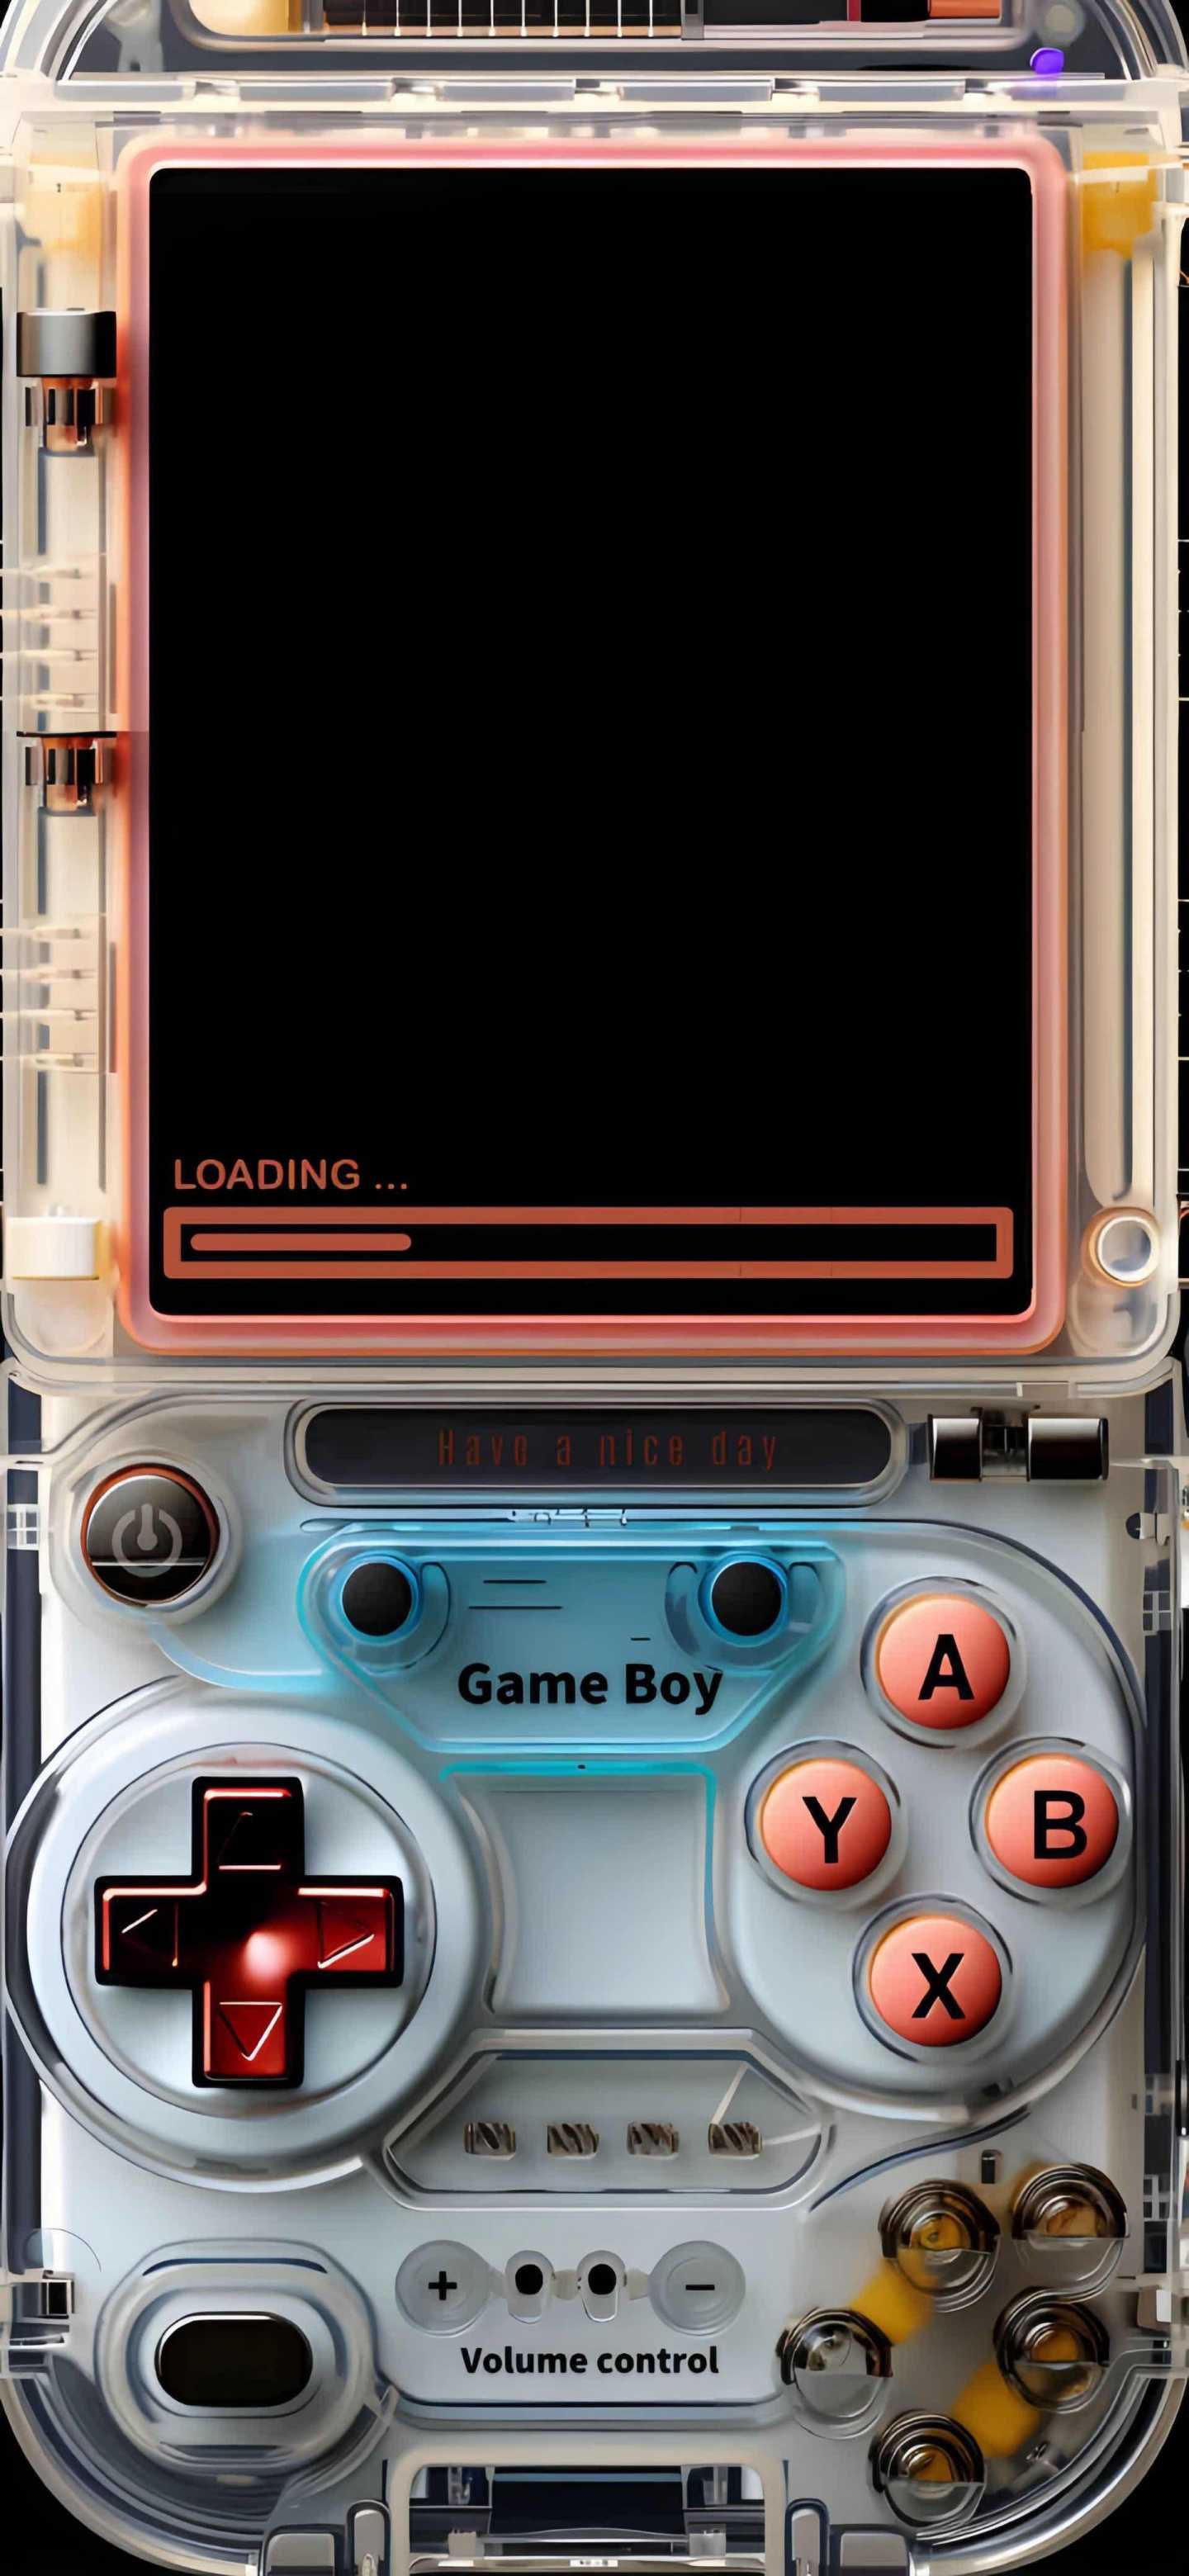 LOADING ...
Have a nice day
Game Boy
A
Y
B
X
+ −
Volume control